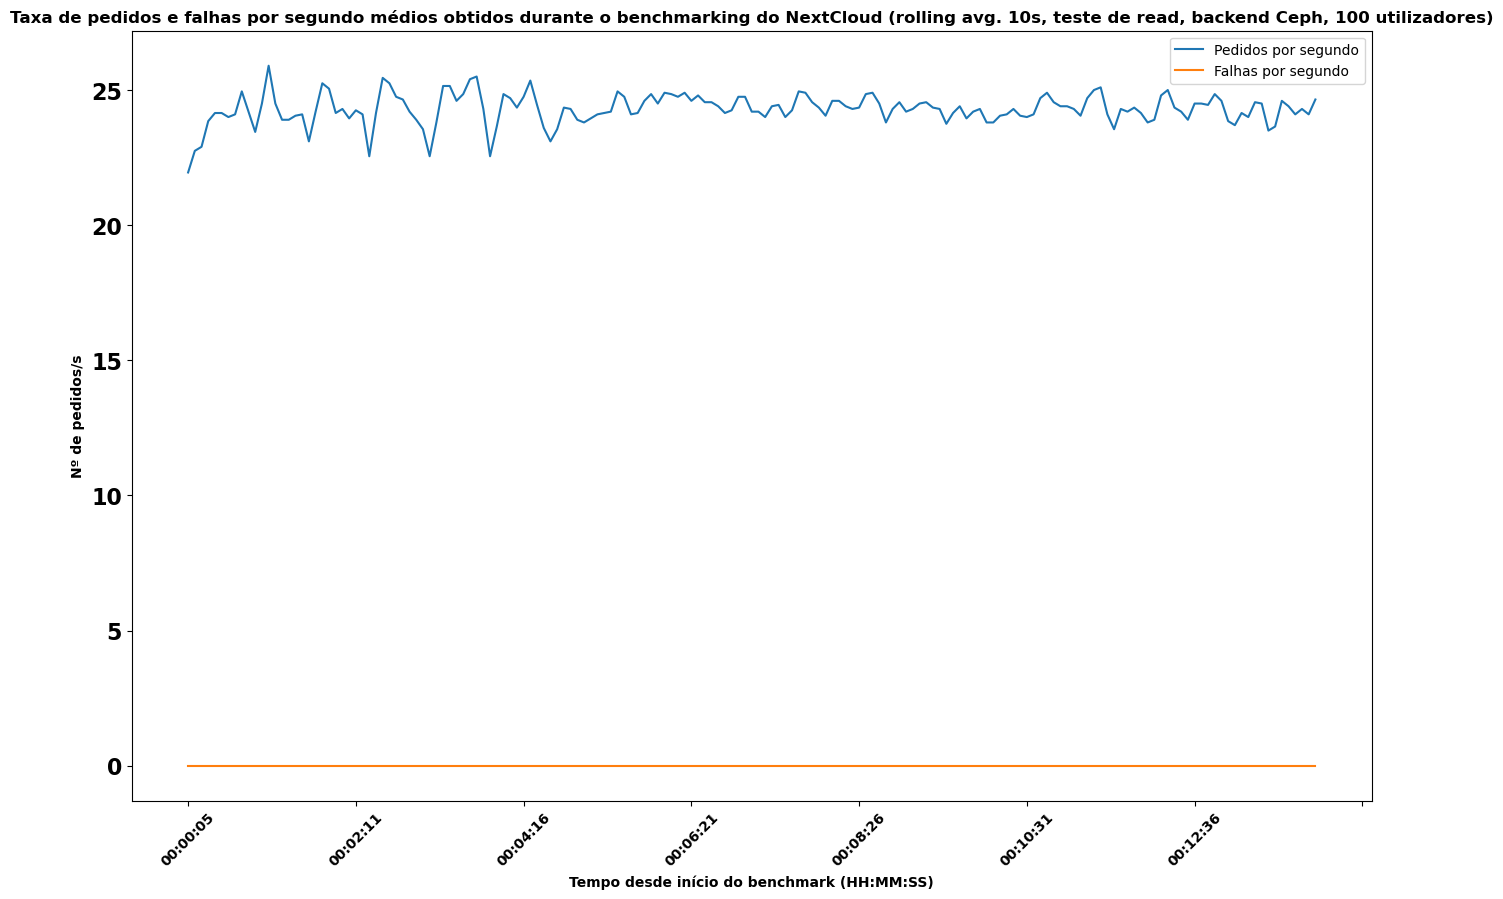 Taxa de pedidos e falhas por segundo médios obtidos durante o benchmarking do NextCloud (rolling avg. 10s, teste de read, backend Ceph, 100 utilizadores)
Pedidos por segundo
Falhas por segundo
25
20
15
10
5
0
Nº de pedidos/s
00:00:05
00:02:11
00:04:16
00:06:21
00:08:26
00:10:31
00:12:36
Tempo desde início do benchmark (HH:MM:SS)